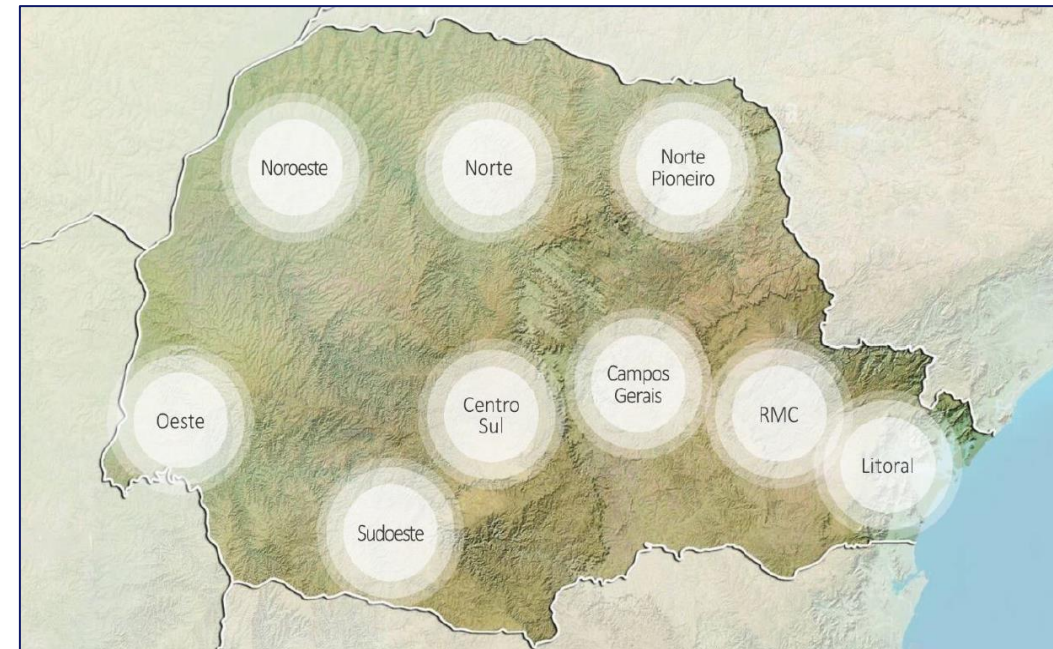 Noroeste
Norte
Norte
Pioneiro
Oeste
Centro
Sul
Campos
Gerais
RMC
Litoral
Sudoeste